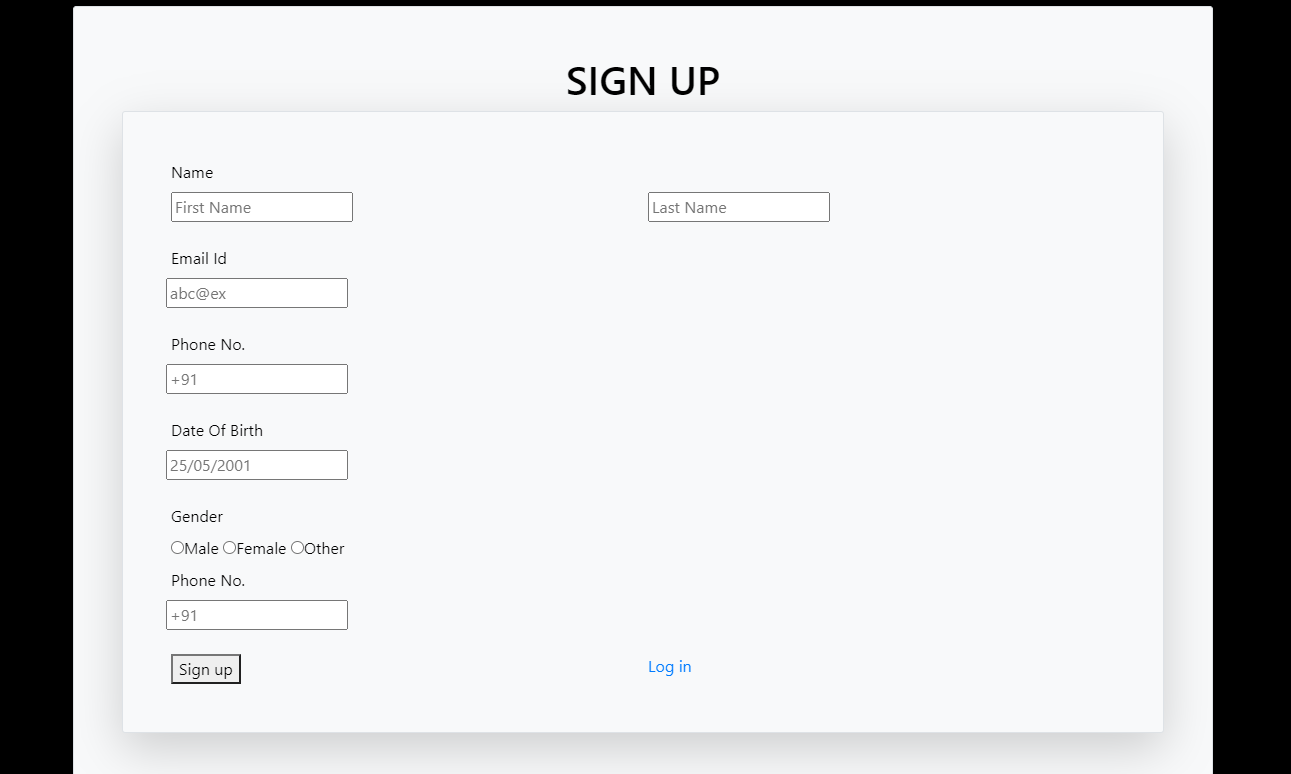 SIGN UP
Name
First Name Last Name
Email Id
abc@ex
Phone No.
+91
Date Of Birth
25/05/2001
Gender
Male Female Other
Phone No.
+91
Sign up Log in